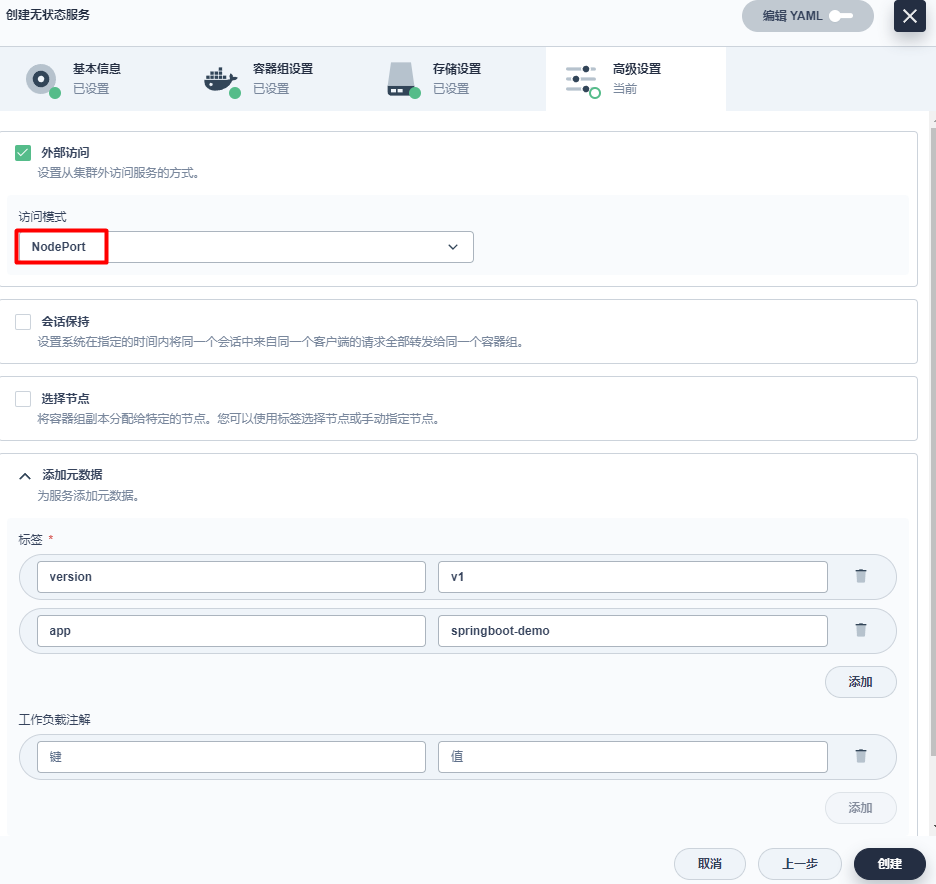 创建无状态服务
编辑 YAML
基本信息
已设置
容器组设置
已设置
存储设置
已设置
高级设置
当前
外部访问
设置从集群外访问服务的方式。
访问模式
NodePort
会话保持
设置系统在指定的时间内将同一个会话中来自同一个客户端的请求全部转发给同一个容器组。
选择节点
将容器组副本分配给特定的节点。您可以使用标签选择节点或手动指定节点。
添加元数据
为服务添加元数据。
标签 *
version
v1
app
springboot-demo
添加
工作负载注解
键
值
添加
取消
上一步
创建